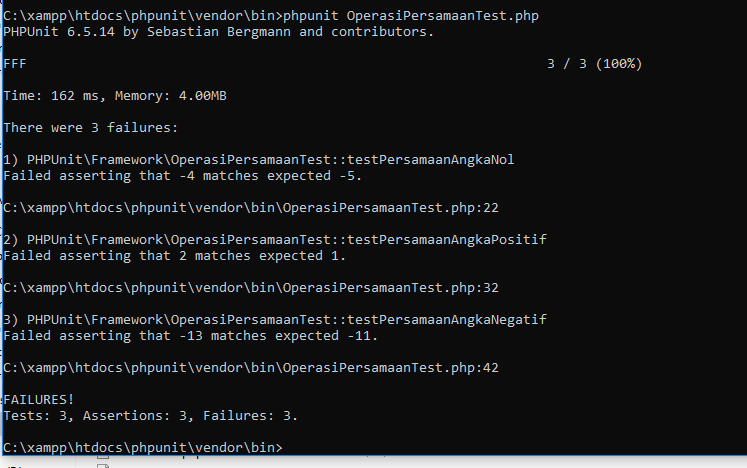 C:\xampp\htdocs\phpunit\vendor\bin>phpunit OperasiPersamaanTest.php
PHPUnit 6.5.14 by Sebastian Bergmann and contributors.
FFF 3 / 3 (100%)
Time: 162 ms, Memory: 4.00MB
There were 3 failures:
1) PHPUnit\Framework\OperasiPersamaanTest::testPersamaanAngkaNol
Failed asserting that -4 matches expected -5.
C:\xampp\htdocs\phpunit\vendor\bin\OperasiPersamaanTest.php:22
2) PHPUnit\Framework\OperasiPersamaanTest::testPersamaanAngkaPositif
Failed asserting that 2 matches expected 1.
C:\xampp\htdocs\phpunit\vendor\bin\OperasiPersamaanTest.php:32
3) PHPUnit\Framework\OperasiPersamaanTest::testPersamaanAngkaNegatif
Failed asserting that -13 matches expected -11.
C:\xampp\htdocs\phpunit\vendor\bin\OperasiPersamaanTest.php:42
FAILURES!
Tests: 3, Assertions: 3, Failures: 3.
C:\xampp\htdocs\phpunit\vendor\bin>